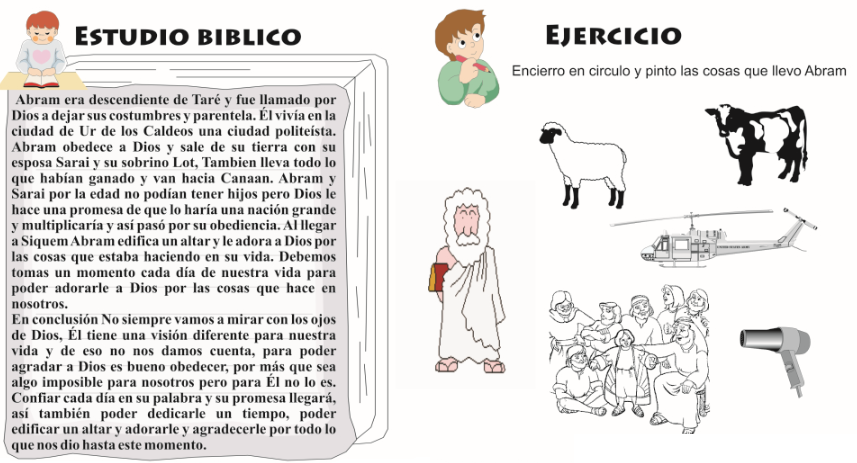 ESTUDIO BIBLICO
Abram era descendiente de Taré y fue llamado por
Dios a dejar sus costumbres y parentela. Él vivía en la
ciudad de Ur de los Caldeos una ciudad politeísta.
Abram obedece a Dios y sale de su tierra con su
esposa Sarai y su sobrino Lot, Tambien lleva todo lo
que habían ganado y van hacia Canaan. Abram y
Sarai por la edad no podían tener hijos pero Dios le
hace una promesa de que lo haría una nación grande
y multiplicaría y así pasó por su obediencia. Al llegar
a Siquem Abram edifica un altar y le adora a Dios por
las cosas que estaba haciendo en su vida. Debemos
tomas un momento cada día de nuestra vida para
poder adorarle a Dios por las cosas que hace en
nosotros.
En conclusión No siempre vamos a mirar con los ojos
de Dios, Él tiene una visión diferente para nuestra
vida y de eso no nos damos cuenta, para poder
agradar a Dios es bueno obedecer, por más que sea
algo imposible para nosotros pero para Él no lo es.
Confiar cada día en su palabra y su promesa llegará,
así también poder dedicarle un tiempo, poder
edificar un altar y adorarle y agradecerle por todo lo
que nos dio hasta este momento.
EJERCICIO
Encierro en circulo y pinto las cosas que llevo Abram